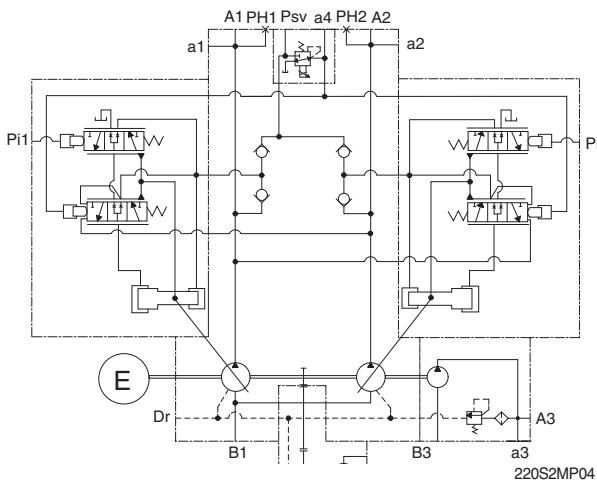 A1 PH1 Psv a4 PH2 A2
a1 a2
Pi1
E
Dr A3
B1 B3 a3
220S2MP04